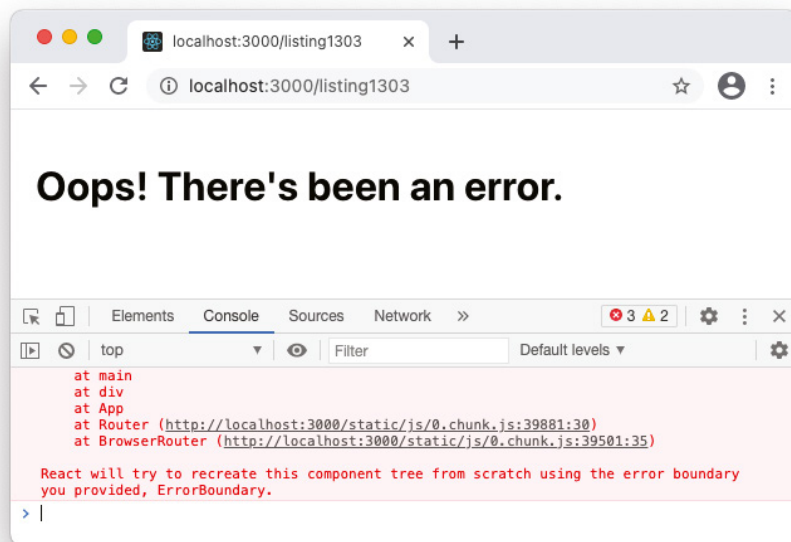 localhost:3000/listing1303
localhost:3000/listing1303
Oops! There's been an error.
Elements Console Sources Network » 3 2
top Filter Default levels ▼
at main
at div
at App
at Router (http://localhost:3000/static/js/0.chunk.js:39881:30)
at BrowserRouter (http://localhost:3000/static/js/0.chunk.js:39501:35)
React will try to recreate this component tree from scratch using the error boundary
you provided, ErrorBoundary.
>